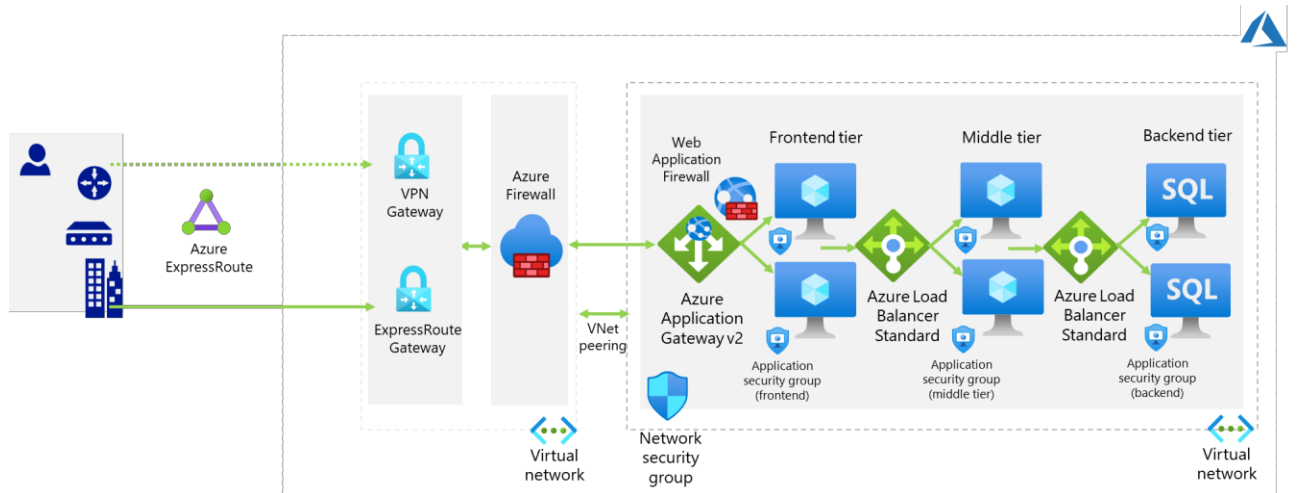 Azure
ExpressRoute
VPN
Gateway
ExpressRoute
Gateway
Azure
Firewall
VNet
peering
Virtual
network
Web
Application
Firewall
Azure
Application
Gateway v2
Network
security
group
Frontend tier
Application
security group
(frontend)
Azure Load
Balancer
Standard
Middle tier
Application
security group
(middle tier)
Azure Load
Balancer
Standard
Backend tier
SQL
SQL
Application
security group
(backend)
Virtual
network